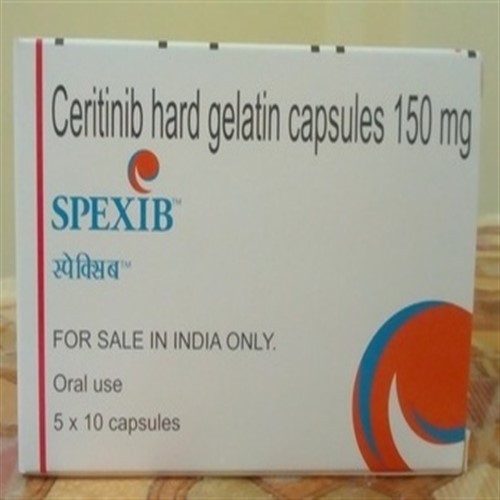 Ceritinib hard gelatin capsules 150 mg
SPEXIB™
स्पेक्सिब™
FOR SALE IN INDIA ONLY.
Oral use
5 x 10 capsules